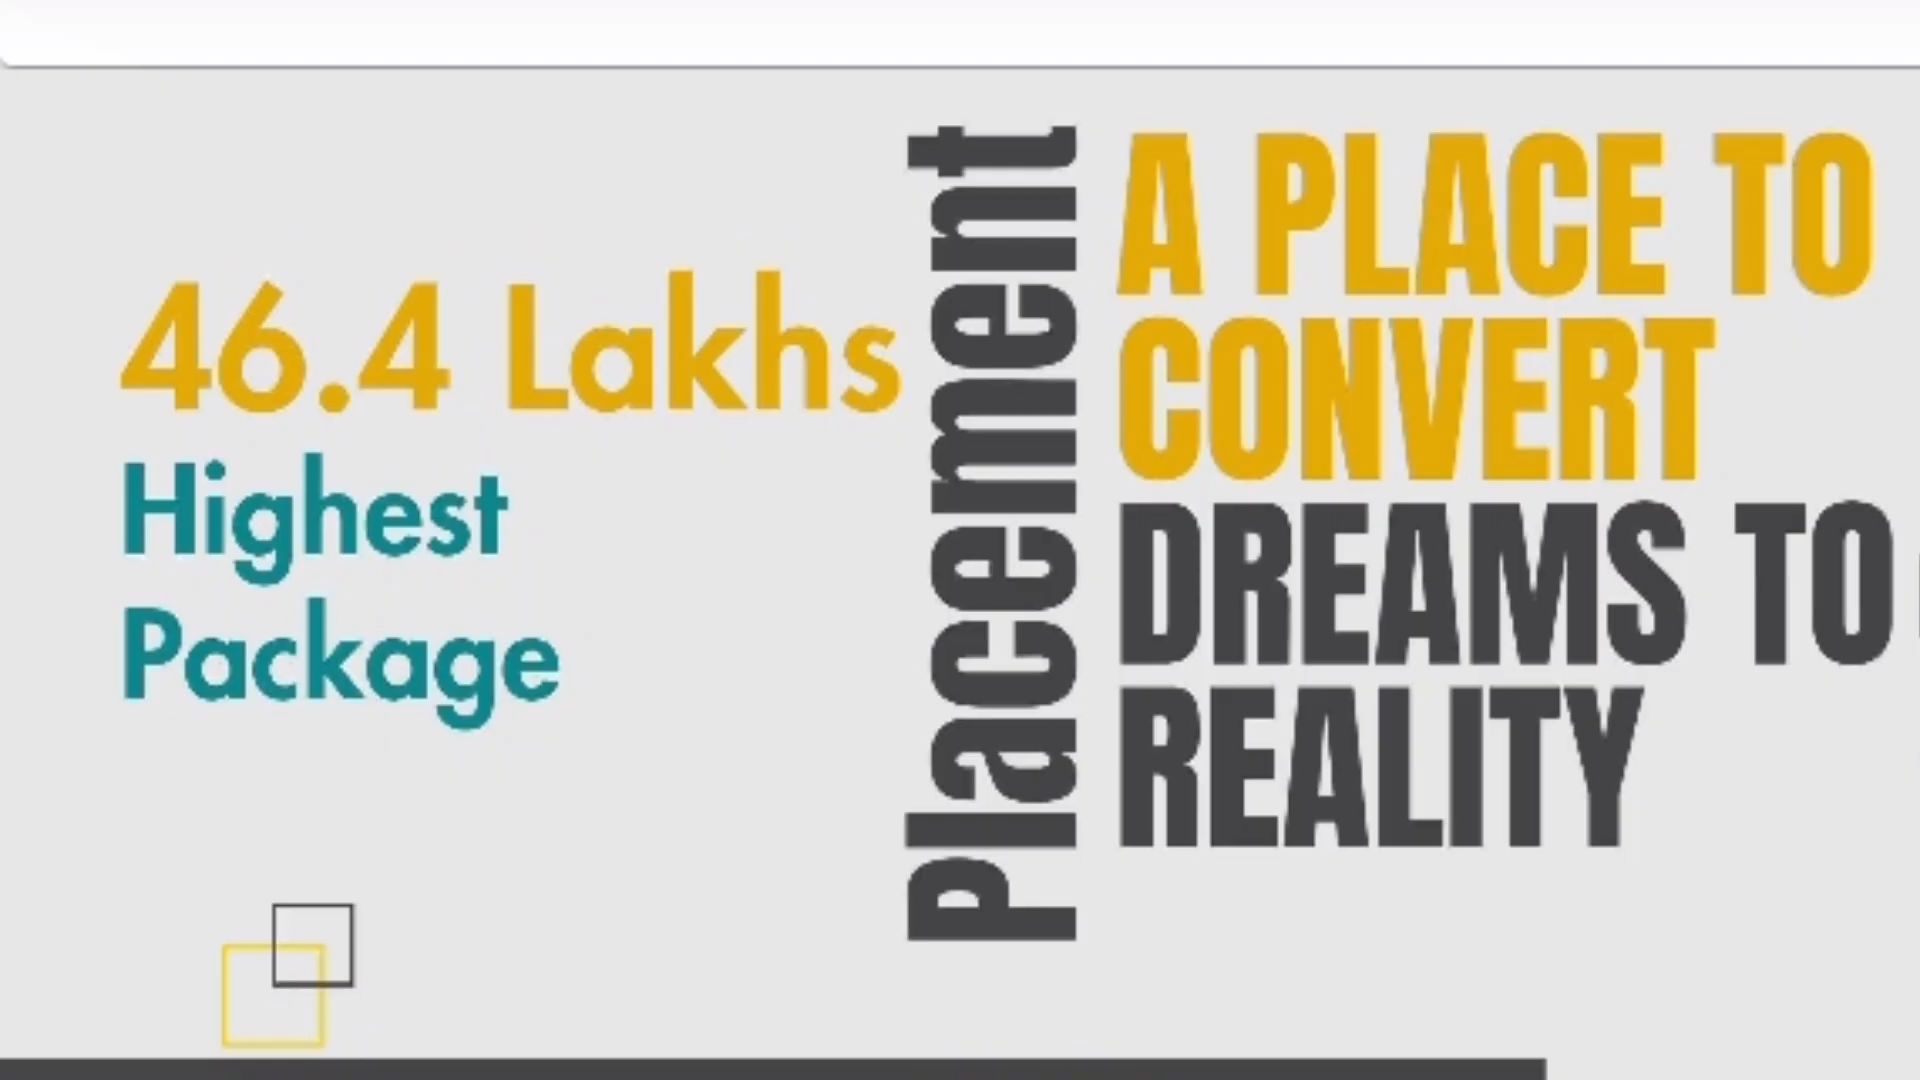 46.4 Lakhs
Highest
Package
Placement
A PLACE TO
CONVERT
DREAMS TO
REALITY